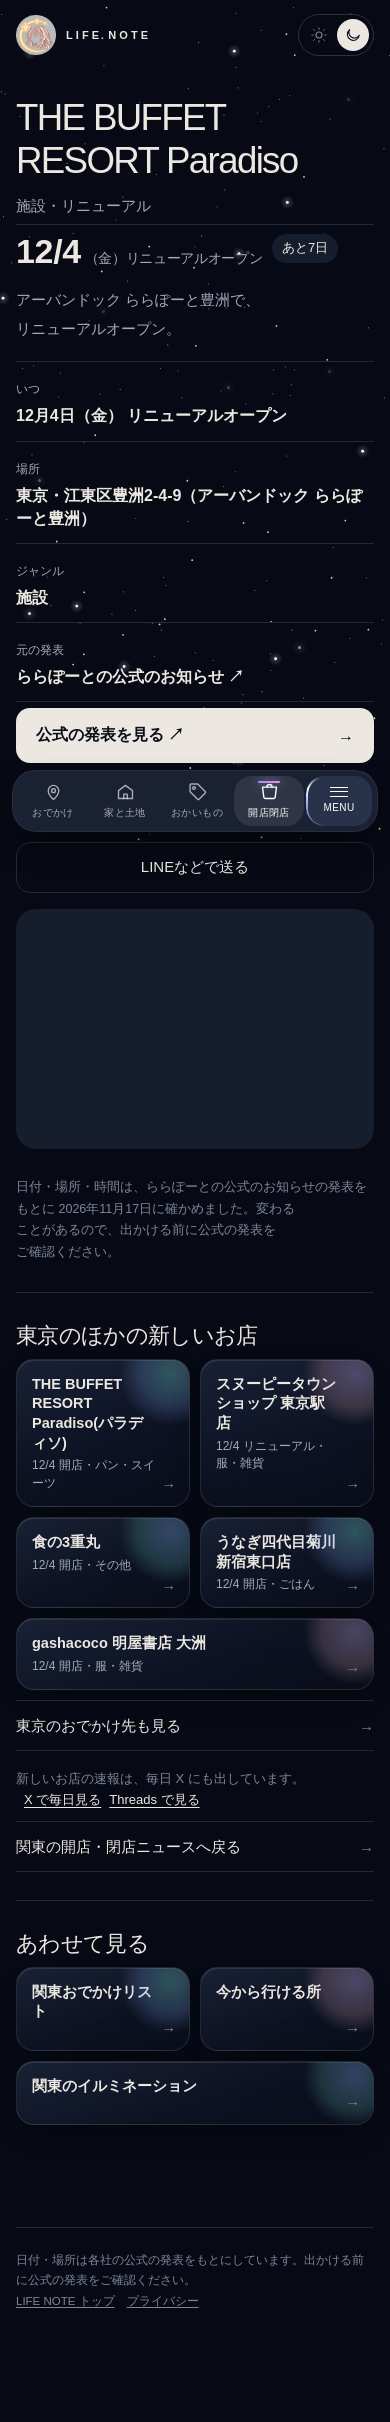 LIFE.NOTE
THE BUFFET
RESORT Paradiso
施設・リニューアル
12/4（金）リニューアルオープン
あと7日
アーバンドック ららぽーと豊洲で、
リニューアルオープン。
いつ
12月4日（金） リニューアルオープン
場所
東京・江東区豊洲2-4-9（アーバンドック ららぽ
ーと豊洲）
ジャンル
施設
元の発表
ららぽーとの公式のお知らせ ↗
公式の発表を見る ↗ →
おでかけ
家と土地
おかいもの
開店閉店
MENU
LINEなどで送る
日付・場所・時間は、ららぽーとの公式のお知らせの発表を
もとに 2026年11月17日に確かめました。変わる
ことがあるので、出かける前に公式の発表を
ご確認ください。
東京のほかの新しいお店
THE BUFFET
RESORT
Paradiso(パラデ
ィソ)
12/4 開店・パン・スイ
ーツ →
スヌーピータウン
ショップ 東京駅
店
12/4 リニューアル・
服・雑貨 →
食の3重丸
12/4 開店・その他 →
うなぎ四代目菊川
新宿東口店
12/4 開店・ごはん →
gashacoco 明屋書店 大洲
12/4 開店・服・雑貨 →
東京のおでかけ先も見る →
新しいお店の速報は、毎日 X にも出しています。
X で毎日見る Threads で見る
関東の開店・閉店ニュースへ戻る →
あわせて見る
関東おでかけリス
ト →
今から行ける所 →
関東のイルミネーション →
日付・場所は各社の公式の発表をもとにしています。出かける前
に公式の発表をご確認ください。
LIFE NOTE トップ プライバシー